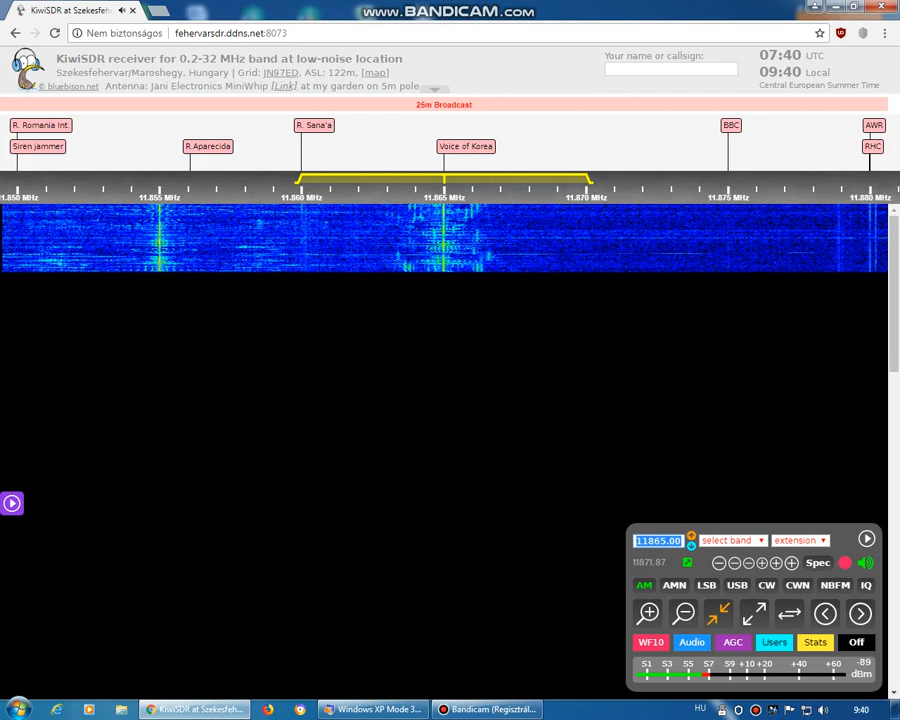 www.BANDICAM.com
KiwiSDR at Szekesfeh
Nem biztonságos
fehervarsdr.ddns.net:8073
KiwiSDR receiver for 0.2-32 MHz band at low-noise location
Szekesfehervar/Maroshegy, Hungary | Grid: JN97ED, ASL: 122m, [map]
© bluebison.net
Antenna: Jani Electronics MiniWhip [Link] at my garden on 5m pole
Your name or callsign:
07:40 UTC
09:40 Local
Central European Summer Time
25m Broadcast
R. Romania Int.
R. Sana'a
BBC
AWR
Siren jammer
R.Aparecida
Voice of Korea
RHC
11.850 MHz 11.855 MHz 11.860 MHz 11.865 MHz 11.870 MHz 11.875 MHz 11.880 MHz
11865.00
select band
extension
11871.87
Spec
AM AMN LSB USB CW CWN NBFM IQ
WF10 Audio AGC Users Stats Off
S1 S3 S5 S7 S9 +10 +20 +40 +60 -89
dBm
KiwiSDR at Szekesfeh...
Windows XP Mode 3...
Bandicam (Regisztrál...
HU
9:40